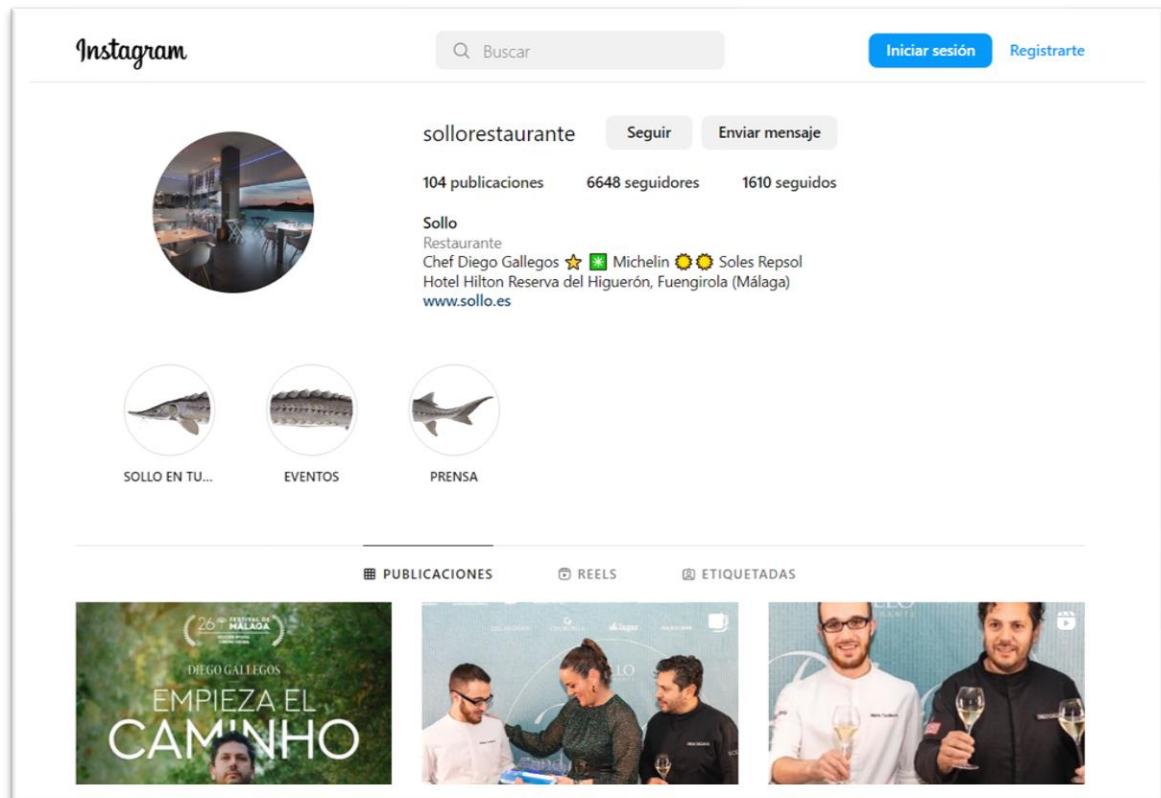 Instagram
Buscar
Iniciar sesión
Registrarte
sollorestaurante
Seguir
Enviar mensaje
104 publicaciones 6648 seguidores 1610 seguidos
Sollo
Restaurante
Chef Diego Gallegos ⭐ ✳️ Michelin Soles Repsol
Hotel Hilton Reserva del Higuerón, Fuengirola (Málaga)
www.sollo.es
SOLLO EN TU...
EVENTOS
PRENSA
PUBLICACIONES
REELS
ETIQUETADAS
26 FESTIVAL DE
MÁLAGA
DIEGO GALLEGOS
EMPIEZA EL
CAMINHO